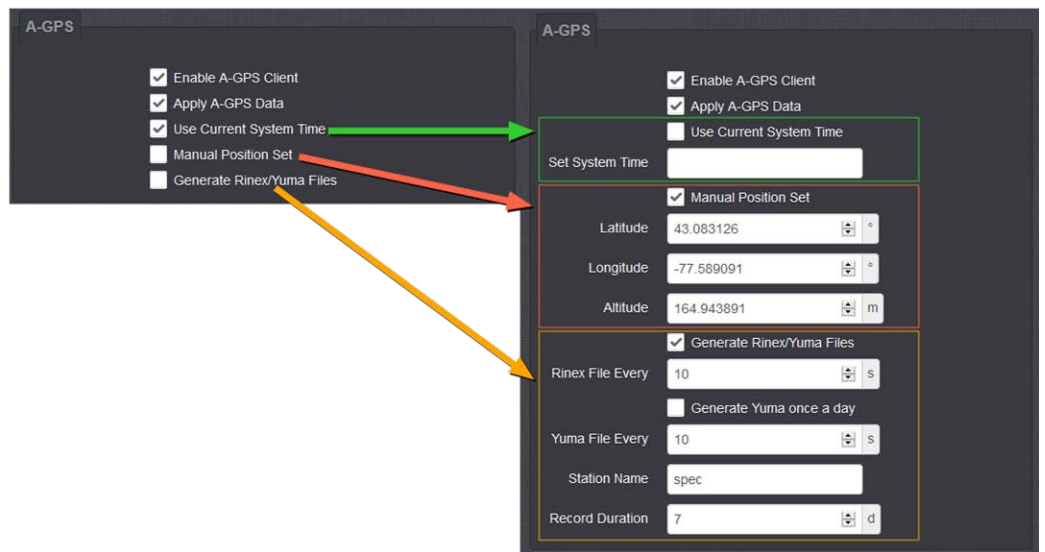 A-GPS
Enable A-GPS Client
Apply A-GPS Data
Use Current System Time
Manual Position Set
Generate Rinex/Yuma Files
A-GPS
Enable A-GPS Client
Apply A-GPS Data
Use Current System Time
Set System Time
Manual Position Set
Latitude 43.083126 °
Longitude -77.589091 °
Altitude 164.943891 m
Generate Rinex/Yuma Files
Rinex File Every 10 s
Generate Yuma once a day
Yuma File Every 10 s
Station Name spec
Record Duration 7 d